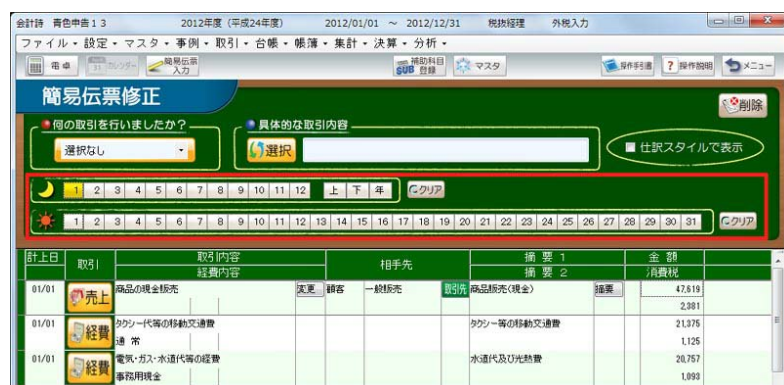 会計詩 青色申告13 2012年度（平成24年度） 2012/01/01 ～ 2012/12/31 税抜経理 外税入力
ファイル・ 設定・ マスタ・ 事例・ 取引・ 台帳・ 帳簿・ 集計・ 決算・ 分析・
電卓 カレンダー 簡易伝票入力 SUB 補助科目登録 マスタ 操作手引書 ? 操作説明 メニュー
簡易伝票修正 削除
何の取引を行いましたか？ 具体的な取引内容
選択なし 選択 仕訳スタイルで表示
1 2 3 4 5 6 7 8 9 10 11 12 上 下 年 クリア
1 2 3 4 5 6 7 8 9 10 11 12 13 14 15 16 17 18 19 20 21 22 23 24 25 26 27 28 29 30 31 クリア
計上日 取引 取引内容 相手先 摘要１ 金額
経費内容 摘要２ 消費税
01/01 売上 商品の現金販売 変更 顧客 一般販売 取引先 商品販売(現金) 摘要 47,619
2,381
01/01 経費 タクシー代等の移動交通費 タクシー等の移動交通費 21,375
通常 1,125
01/01 経費 電気・ガス・水道代等の経費 水道代及び光熱費 20,757
事務用現金 1,093